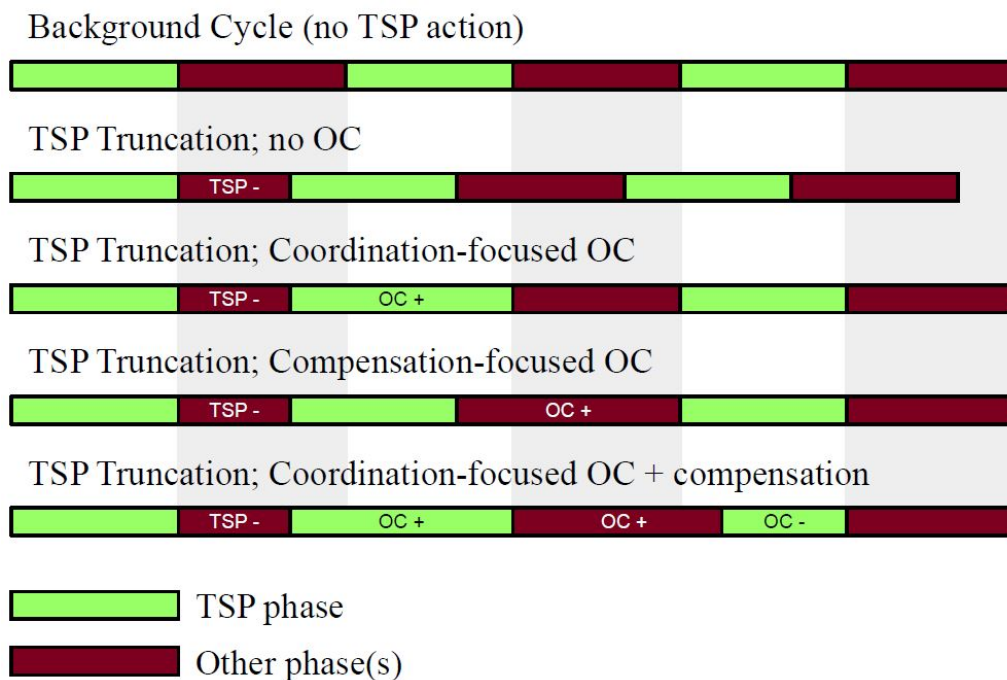 Background Cycle (no TSP action)
TSP Truncation; no OC
TSP -
TSP Truncation; Coordination-focused OC
TSP - OC +
TSP Truncation; Compensation-focused OC
TSP - OC +
TSP Truncation; Coordination-focused OC + compensation
TSP - OC + OC + OC -
TSP phase
Other phase(s)